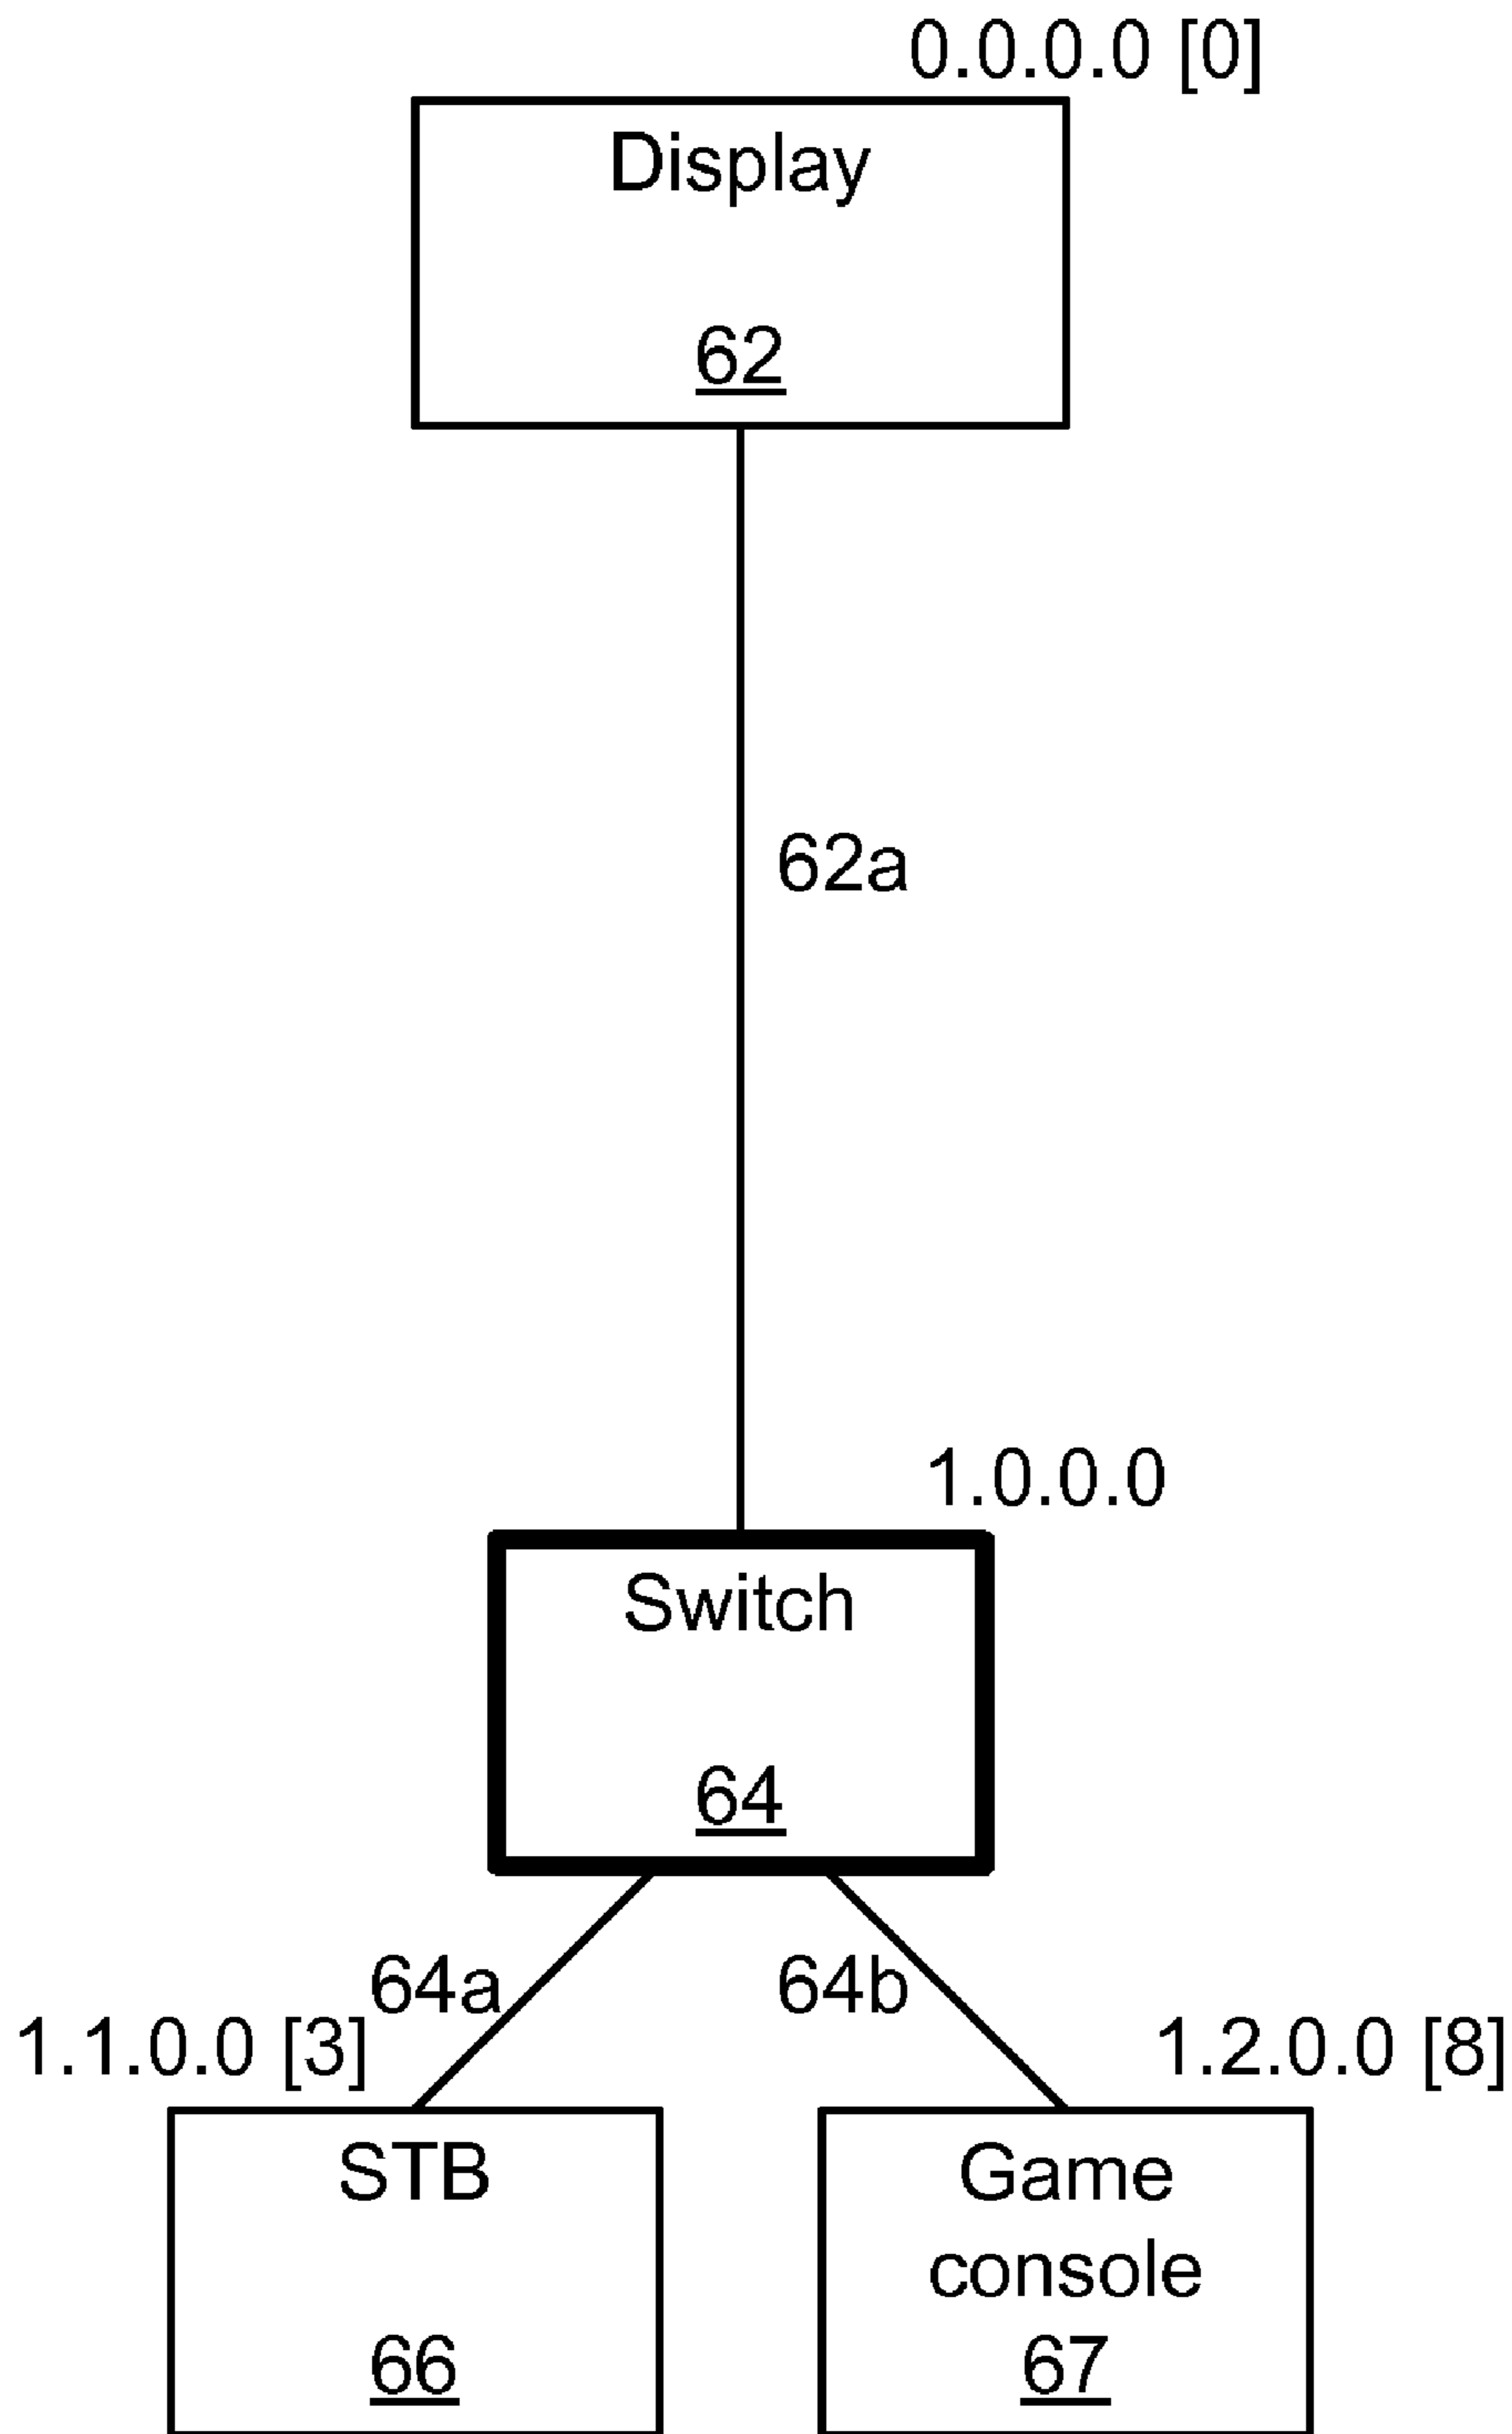 0.0.0.0 [0]
Display
62
62a
1.0.0.0
Switch
64
64a
64b
1.1.0.0 [3]
1.2.0.0 [8]
STB
66
Game
console
67